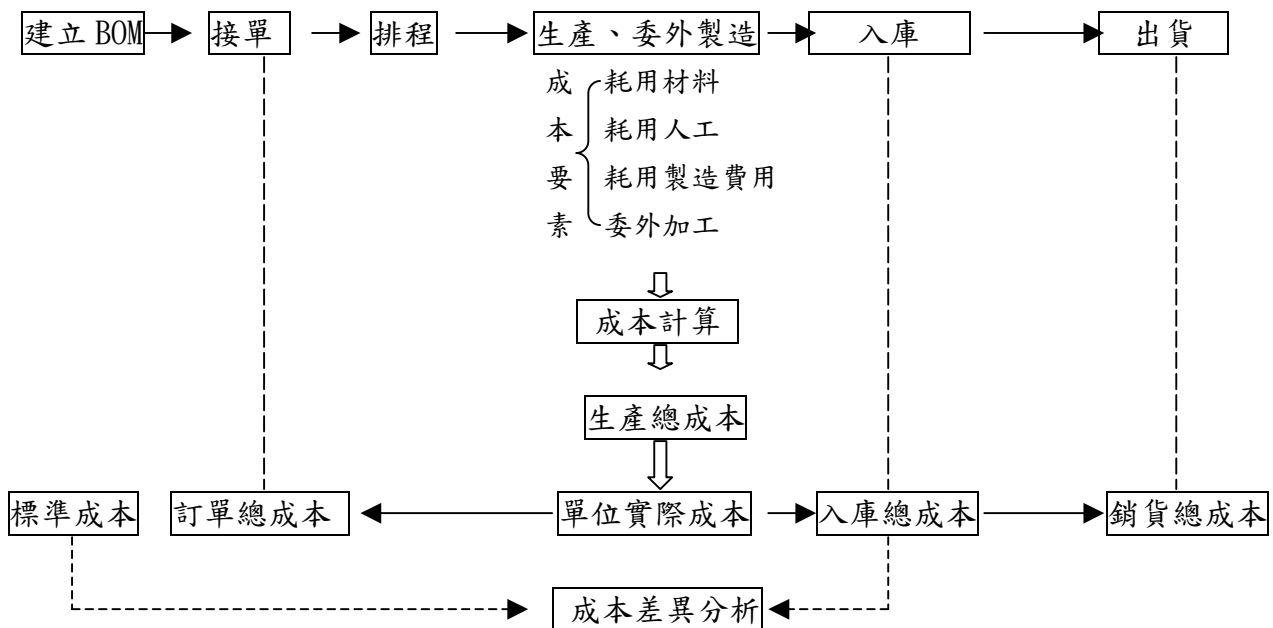 建立 BOM 接單 排程 生產、委外製造 入庫 出貨
成 耗用材料
本 耗用人工
要 耗用製造費用
素 委外加工
成本計算
生產總成本
標準成本 訂單總成本 單位實際成本 入庫總成本 銷貨總成本
成本差異分析